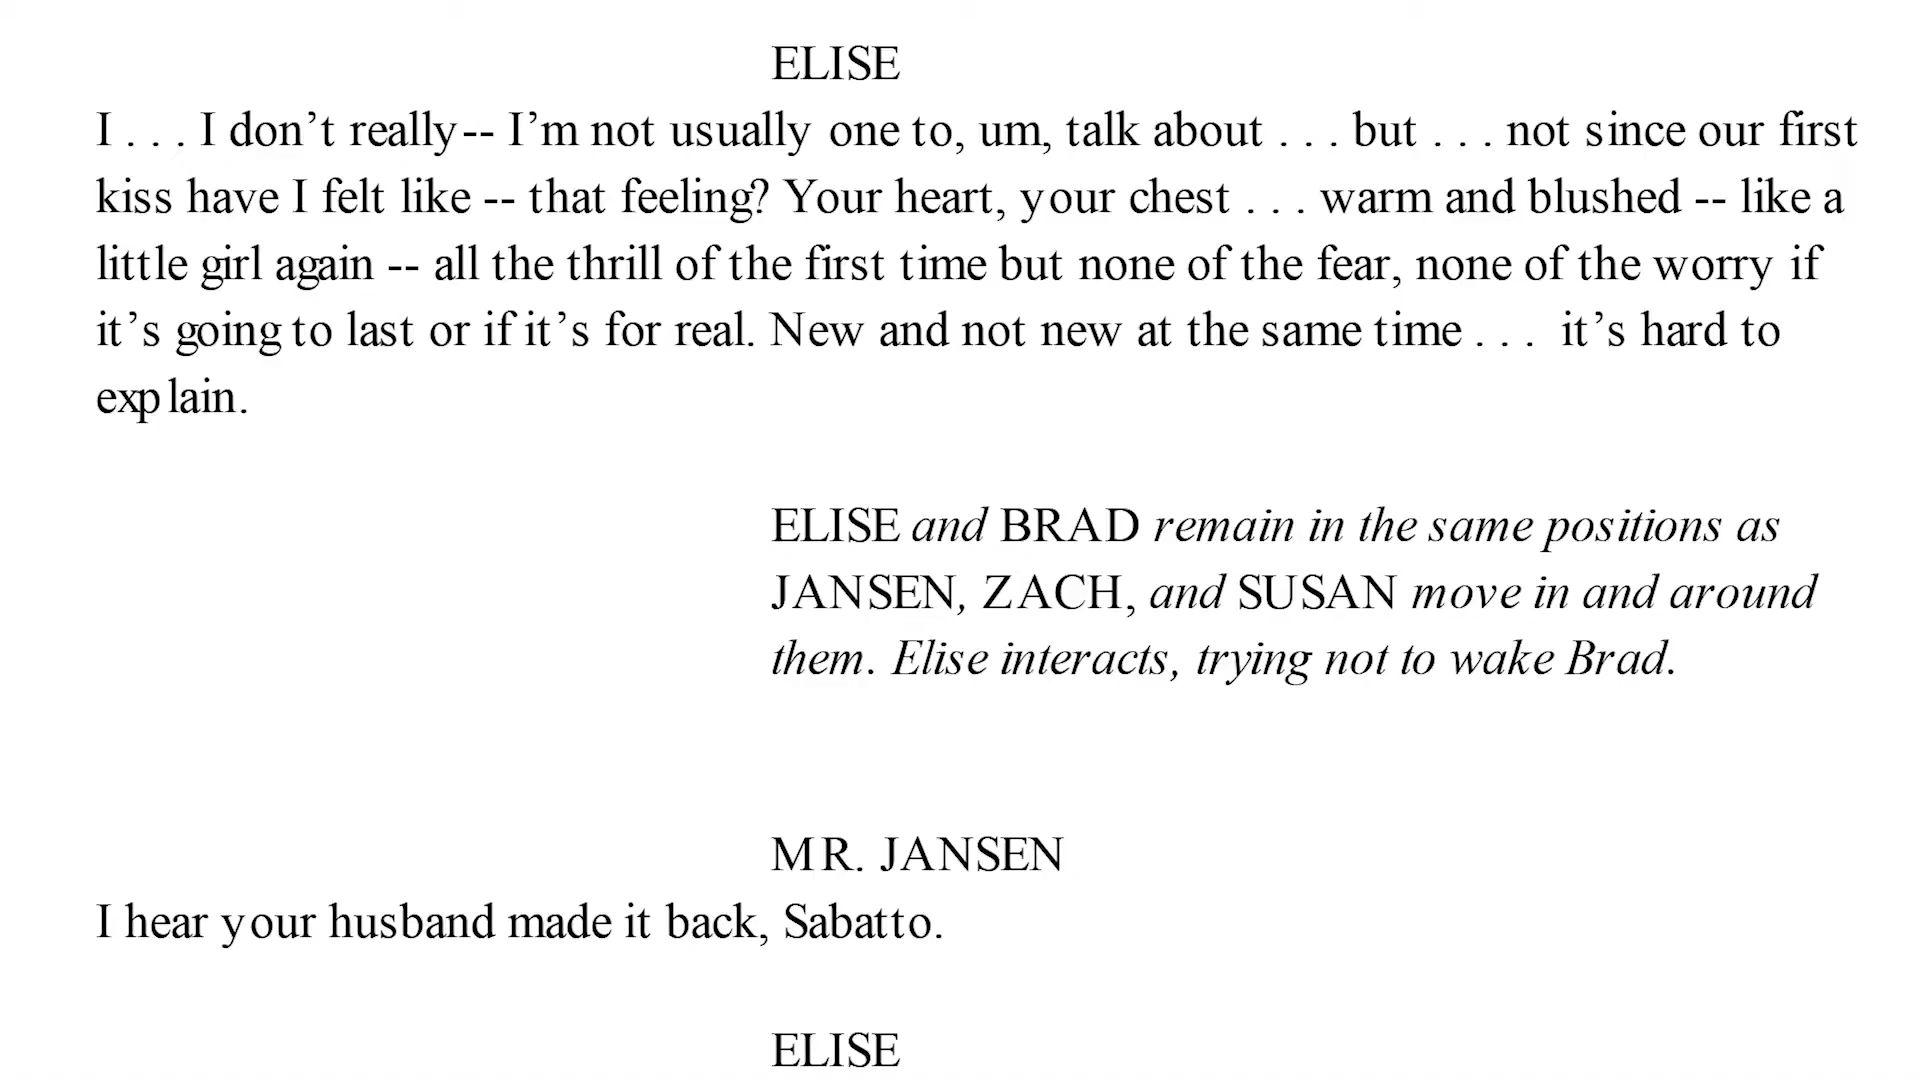 ELISE
I . . . I don’t really-- I’m not usually one to, um, talk about . . . but . . . not since our first
kiss have I felt like -- that feeling? Your heart, your chest . . . warm and blushed -- like a
little girl again -- all the thrill of the first time but none of the fear, none of the worry if
it’s going to last or if it’s for real. New and not new at the same time . . .  it’s hard to
explain.
ELISE and BRAD remain in the same positions as
JANSEN, ZACH, and SUSAN move in and around
them. Elise interacts, trying not to wake Brad.
MR. JANSEN
I hear your husband made it back, Sabatto.
ELISE